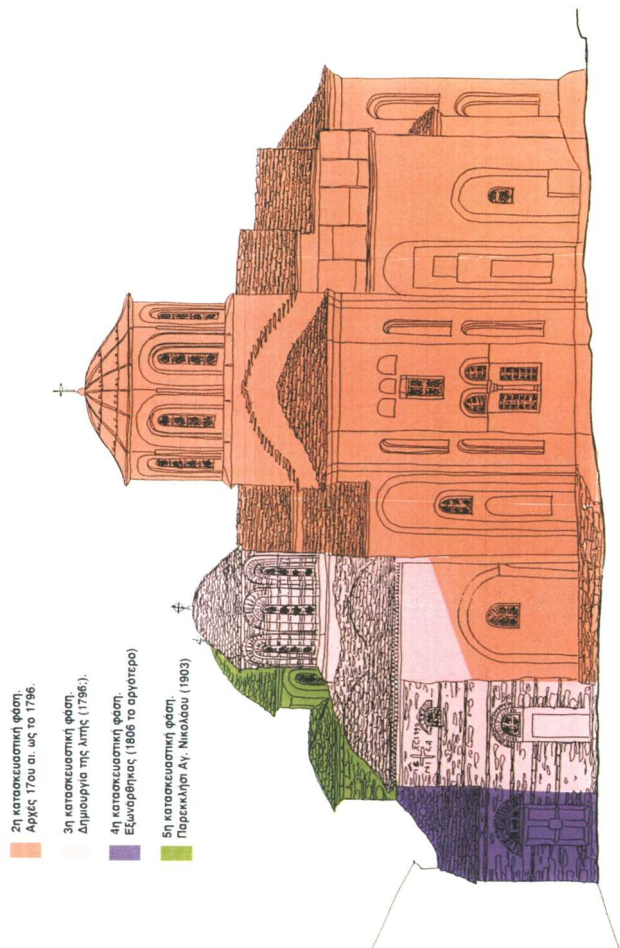 2η κατασκευαστική φάση.
Αρχές 17ου αι. ως το 1796.
3η κατασκευαστική φάση.
Δημιουργία της λιτής (1796;).
4η κατασκευαστική φάση.
Εξωνάρθηκας (1806 το αργότερο)
5η κατασκευαστική φάση.
Παρεκκλήσι Αγ. Νικολάου (1903)